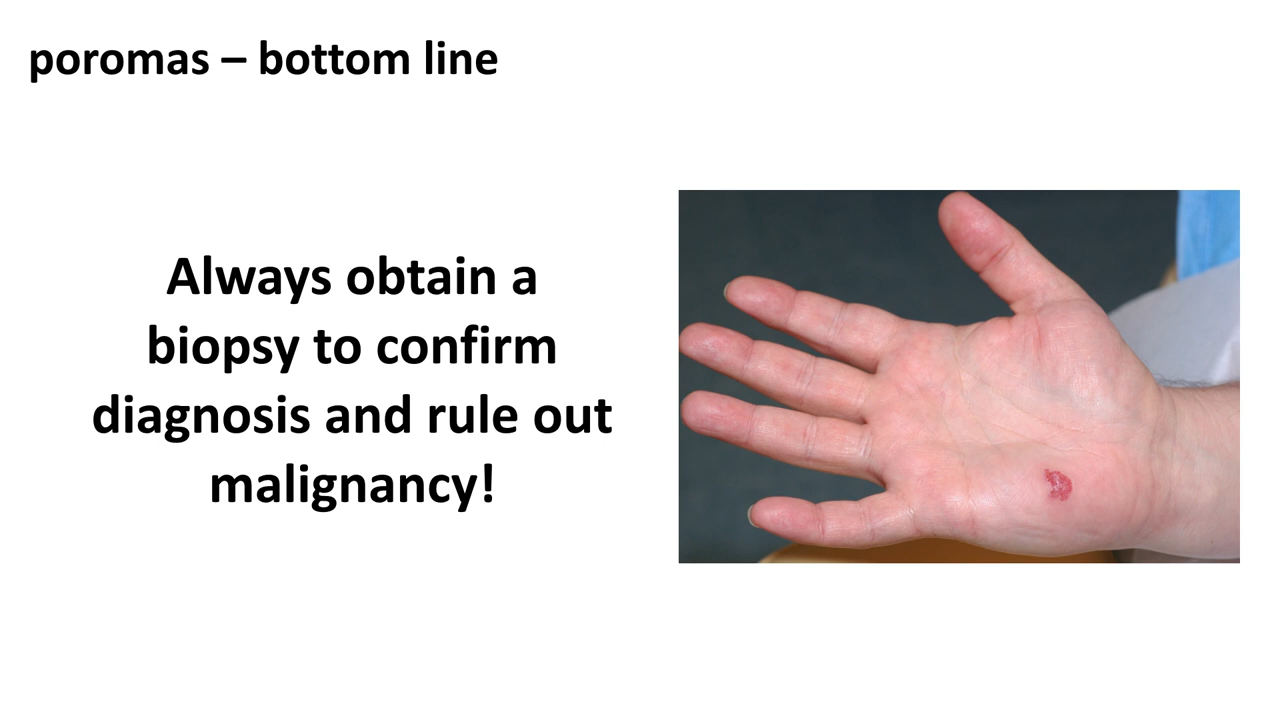 poromas – bottom line
Always obtain a
biopsy to confirm
diagnosis and rule out
malignancy!